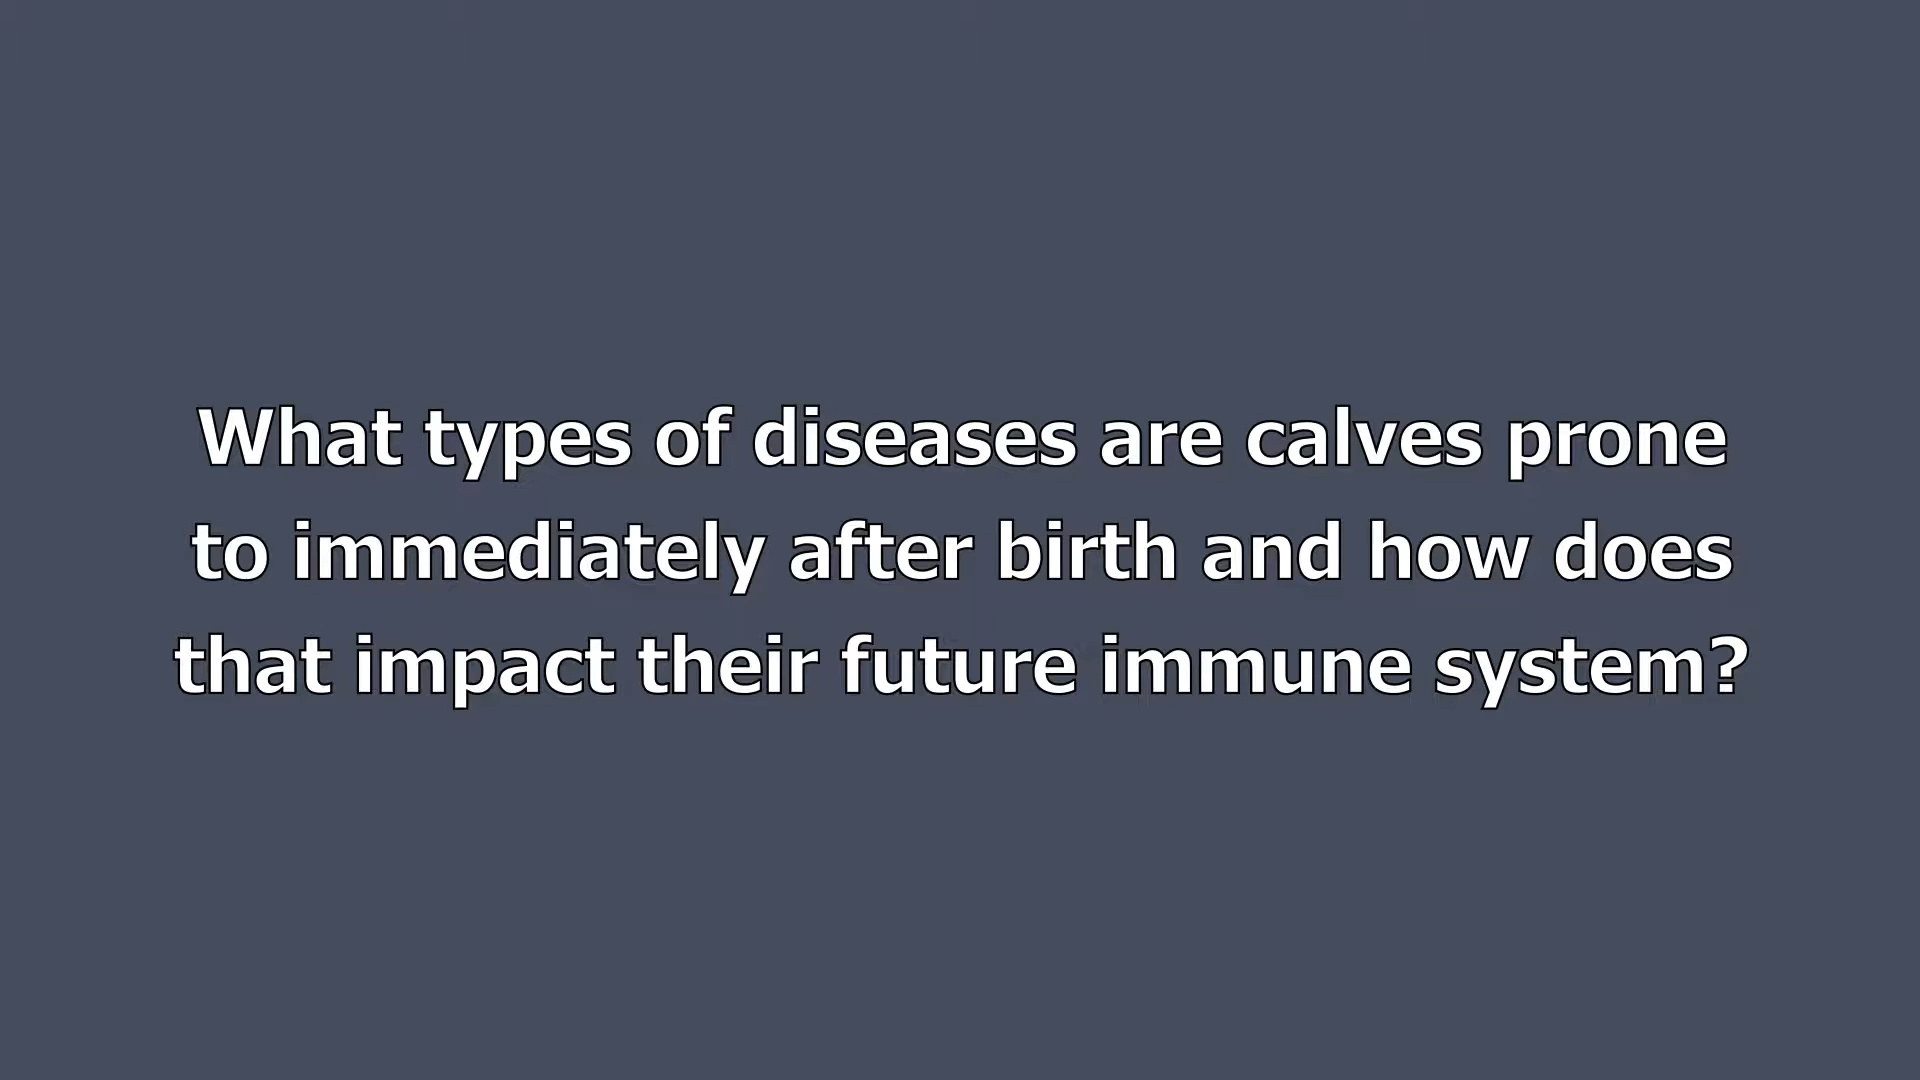 What types of diseases are calves prone
to immediately after birth and how does
that impact their future immune system?